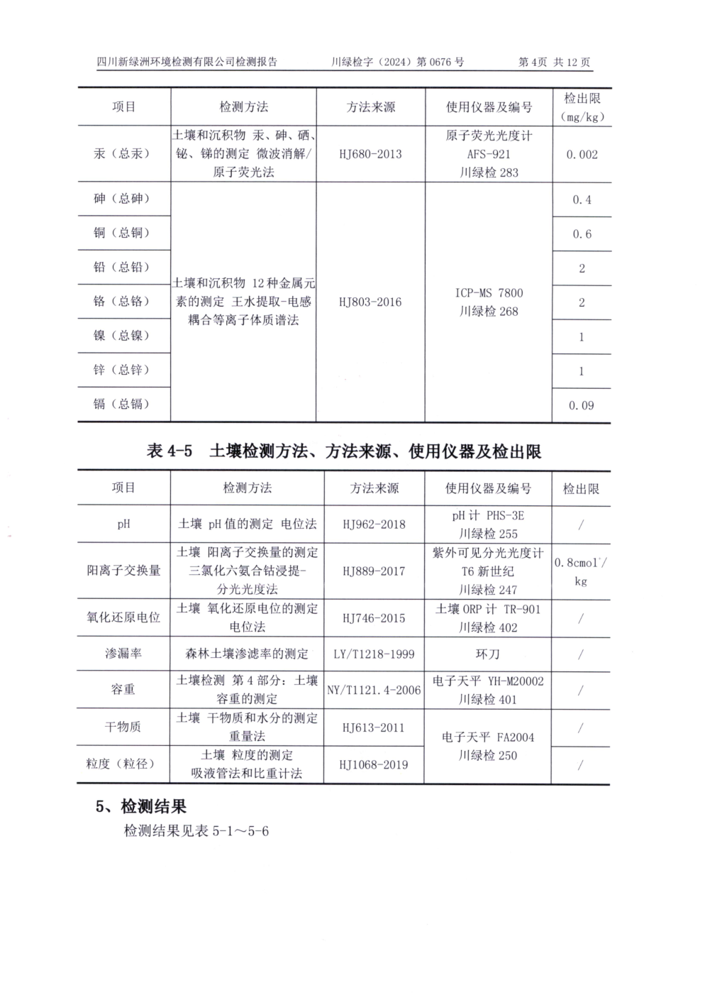 四川新绿洲环境检测有限公司检测报告 川绿检字（2024）第 0676 号 第 4页 共 12 页
项目 检测方法 方法来源 使用仪器及编号 检出限
（mg/kg）
汞（总汞） 土壤和沉积物 汞、砷、硒、
铋、锑的测定 微波消解/
原子荧光法 HJ680-2013 原子荧光光度计
AFS-921
川绿检 283 0.002
砷（总砷） 0.4
铜（总铜） 0.6
铅（总铅） 2
土壤和沉积物 12种金属元
素的测定 王水提取-电感
耦合等离子体质谱法 HJ803-2016 ICP-MS 7800
川绿检 268
铬（总铬） 2
镍（总镍） 1
锌（总锌） 1
镉（总镉） 0.09
表 4-5 土壤检测方法、方法来源、使用仪器及检出限
项目 检测方法 方法来源 使用仪器及编号 检出限
pH 土壤 pH 值的测定 电位法 HJ962-2018 pH 计 PHS-3E
川绿检 255 /
阳离子交换量 土壤 阳离子交换量的测定
三氯化六氨合钴浸提-
分光光度法 HJ889-2017 紫外可见分光光度计
T6 新世纪
川绿检 247 0.8cmol⁺/
kg
氧化还原电位 土壤 氧化还原电位的测定
电位法 HJ746-2015 土壤 ORP 计 TR-901
川绿检 402 /
渗漏率 森林土壤渗滤率的测定 LY/T1218-1999 环刀 /
容重 土壤检测 第 4 部分：土壤
容重的测定 NY/T1121.4-2006 电子天平 YH-M20002
川绿检 401 /
干物质 土壤 干物质和水分的测定
重量法 HJ613-2011 电子天平 FA2004
川绿检 250 /
粒度（粒径） 土壤 粒度的测定
吸液管法和比重计法 HJ1068-2019 /
5、检测结果
检测结果见表 5-1～5-6